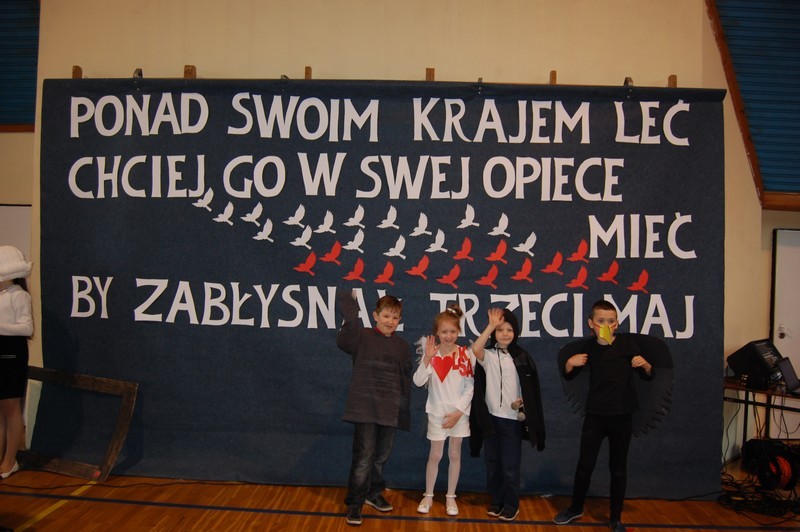 PONAD SWOIM KRAJEM LEĆ
CHCIEJ GO W SWEJ OPIECE
MIEĆ
BY ZABŁYSNĄŁ TRZECI MAJ